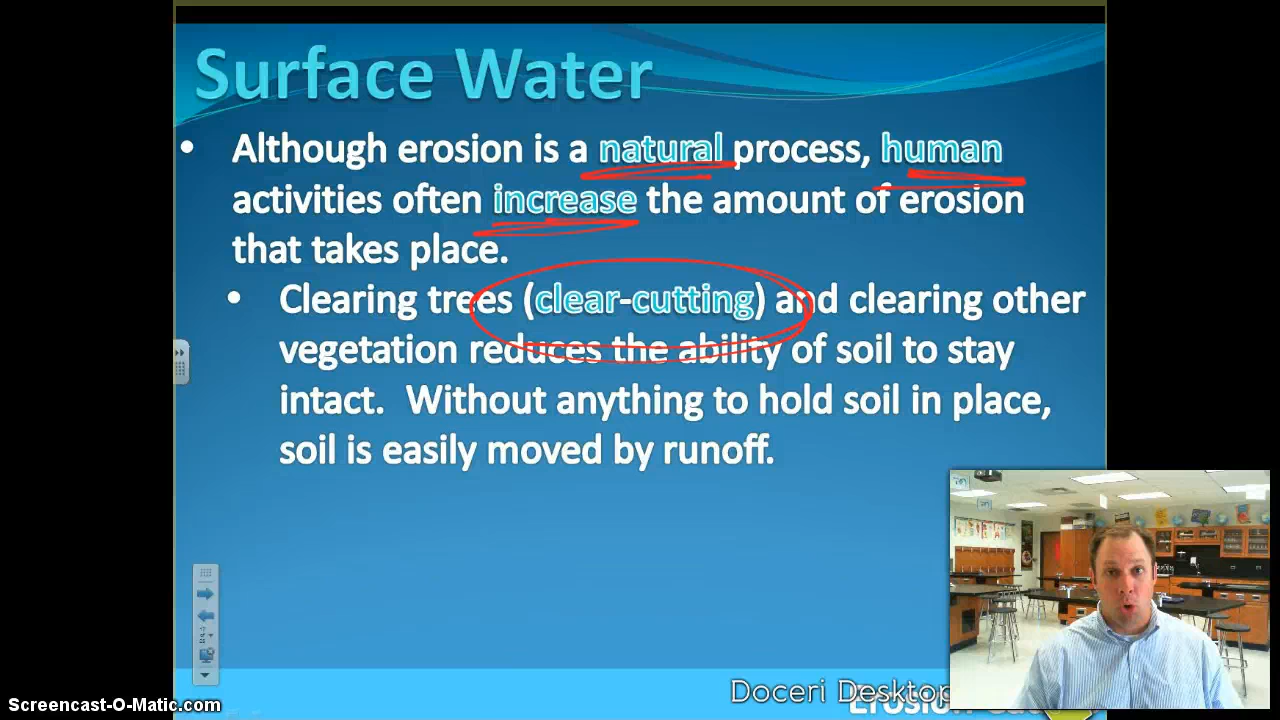 Surface Water
• Although erosion is a natural process, human
activities often increase the amount of erosion
that takes place.
• Clearing trees (clear-cutting) and clearing other
vegetation reduces the ability of soil to stay
intact. Without anything to hold soil in place,
soil is easily moved by runoff.
Doceri Desktop
Erosion
Screencast-O-Matic.com